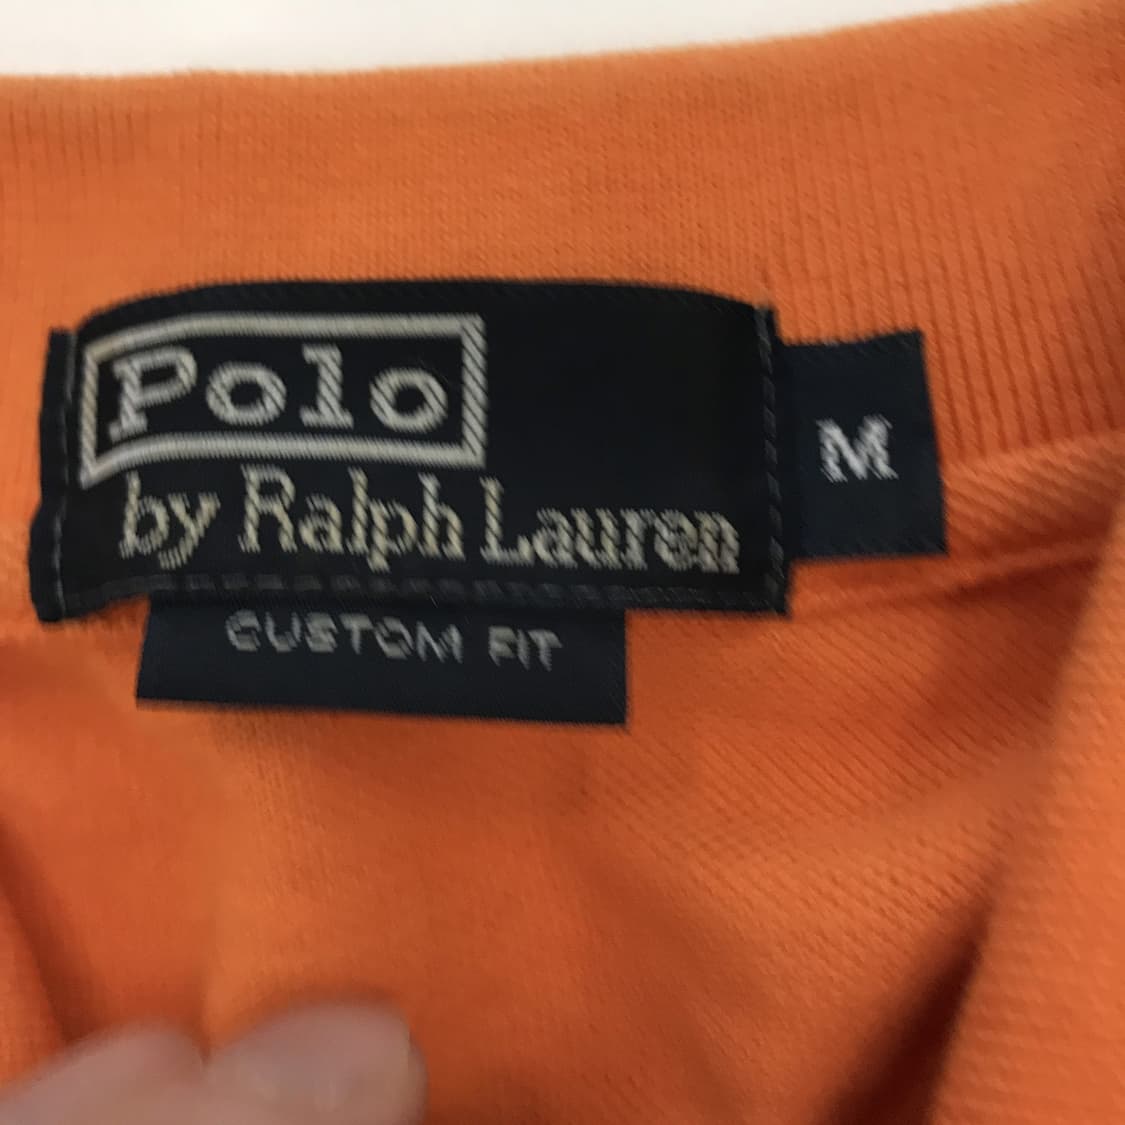 Polo
by Ralph Lauren
M
CUSTOM FIT